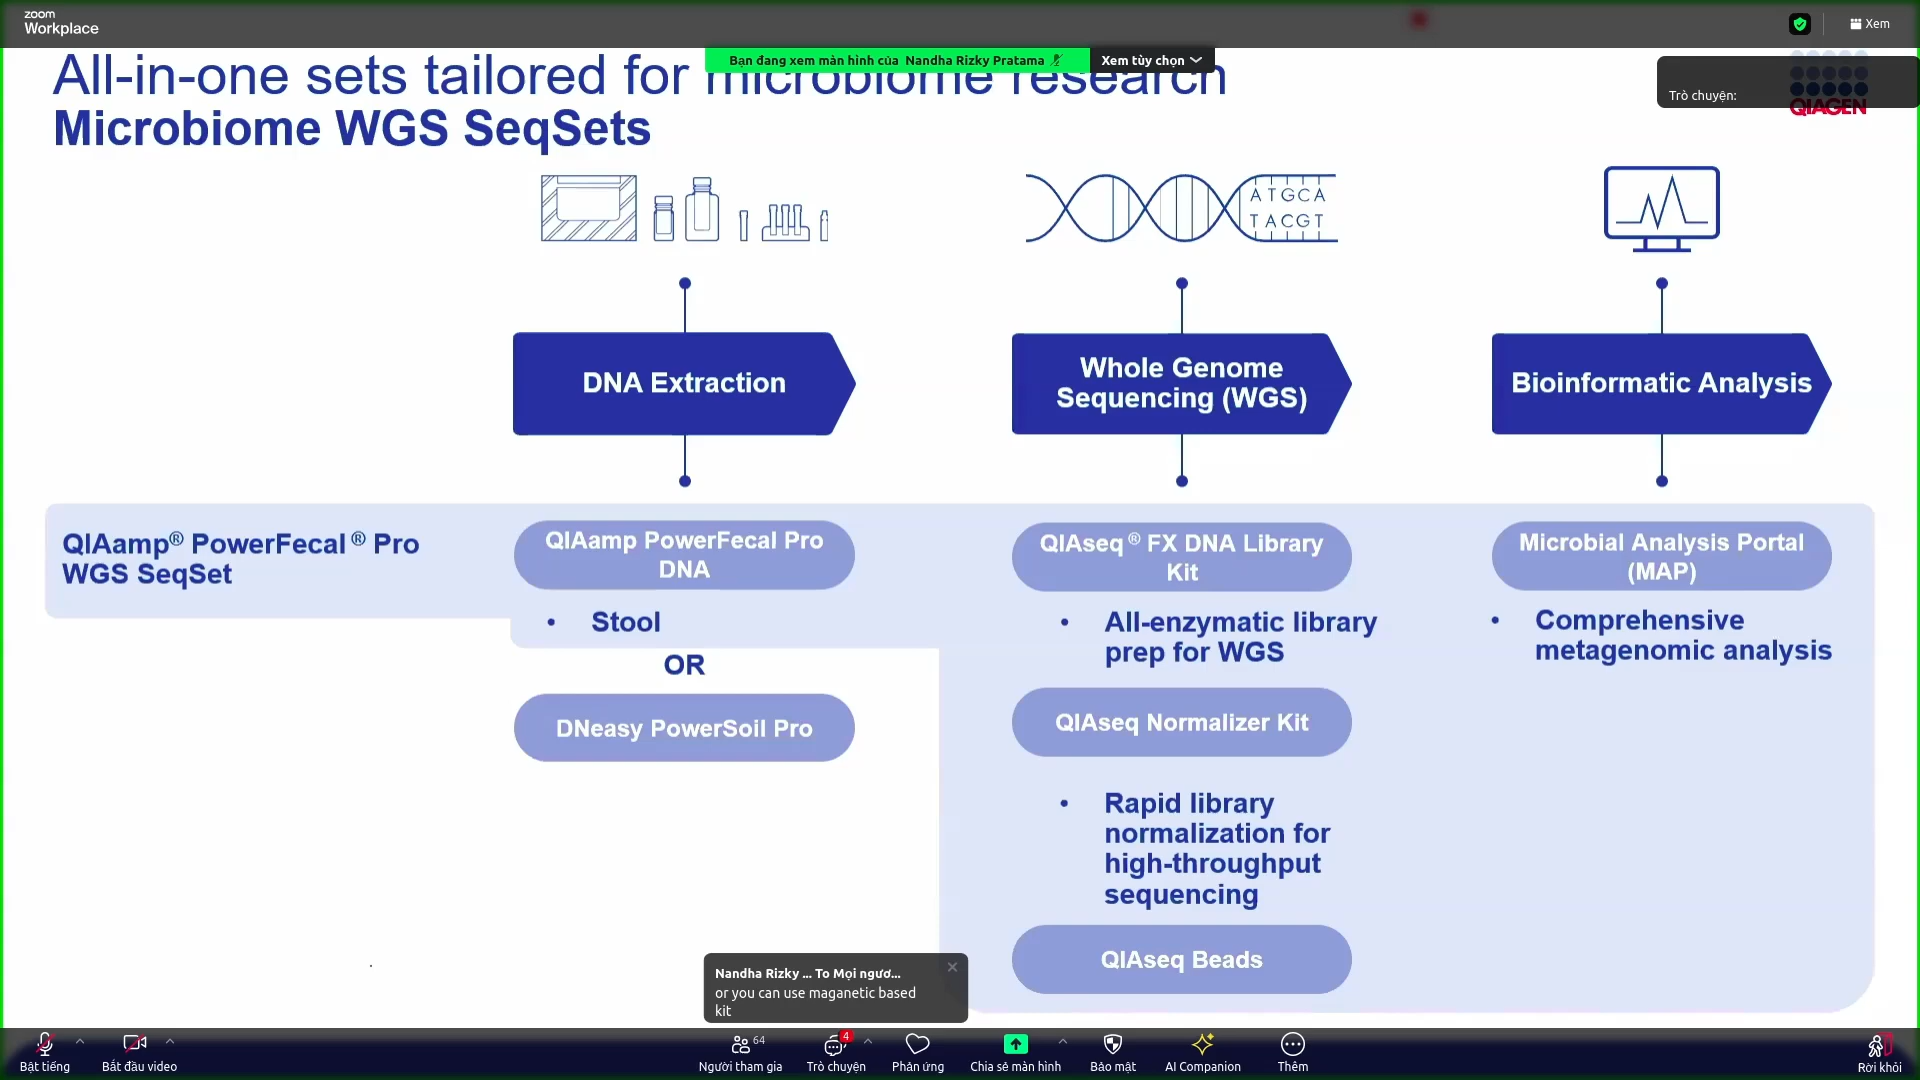 zoom
Workplace
Xem
Bạn đang xem màn hình của Nandha Rizky Pratama
Xem tùy chọn
Trò chuyện:
QIAGEN
All-in-one sets tailored for microbiome research
Microbiome WGS SeqSets
ATGCA
TACGT
DNA Extraction
Whole Genome
Sequencing (WGS)
Bioinformatic Analysis
QIAamp® PowerFecal® Pro
WGS SeqSet
QIAamp PowerFecal Pro
DNA
• Stool
OR
DNeasy PowerSoil Pro
QIAseq® FX DNA Library
Kit
• All-enzymatic library
prep for WGS
QIAseq Normalizer Kit
• Rapid library
normalization for
high-throughput
sequencing
QIAseq Beads
Microbial Analysis Portal
(MAP)
• Comprehensive
metagenomic analysis
Nandha Rizky ... To Mọi ngươ...
or you can use maganetic based
kit
Bật tiếng
Bắt đầu video
64
Người tham gia
4
Trò chuyện
Phản ứng
Chia sẻ màn hình
Bảo mật
AI Companion
Thêm
Rời khỏi